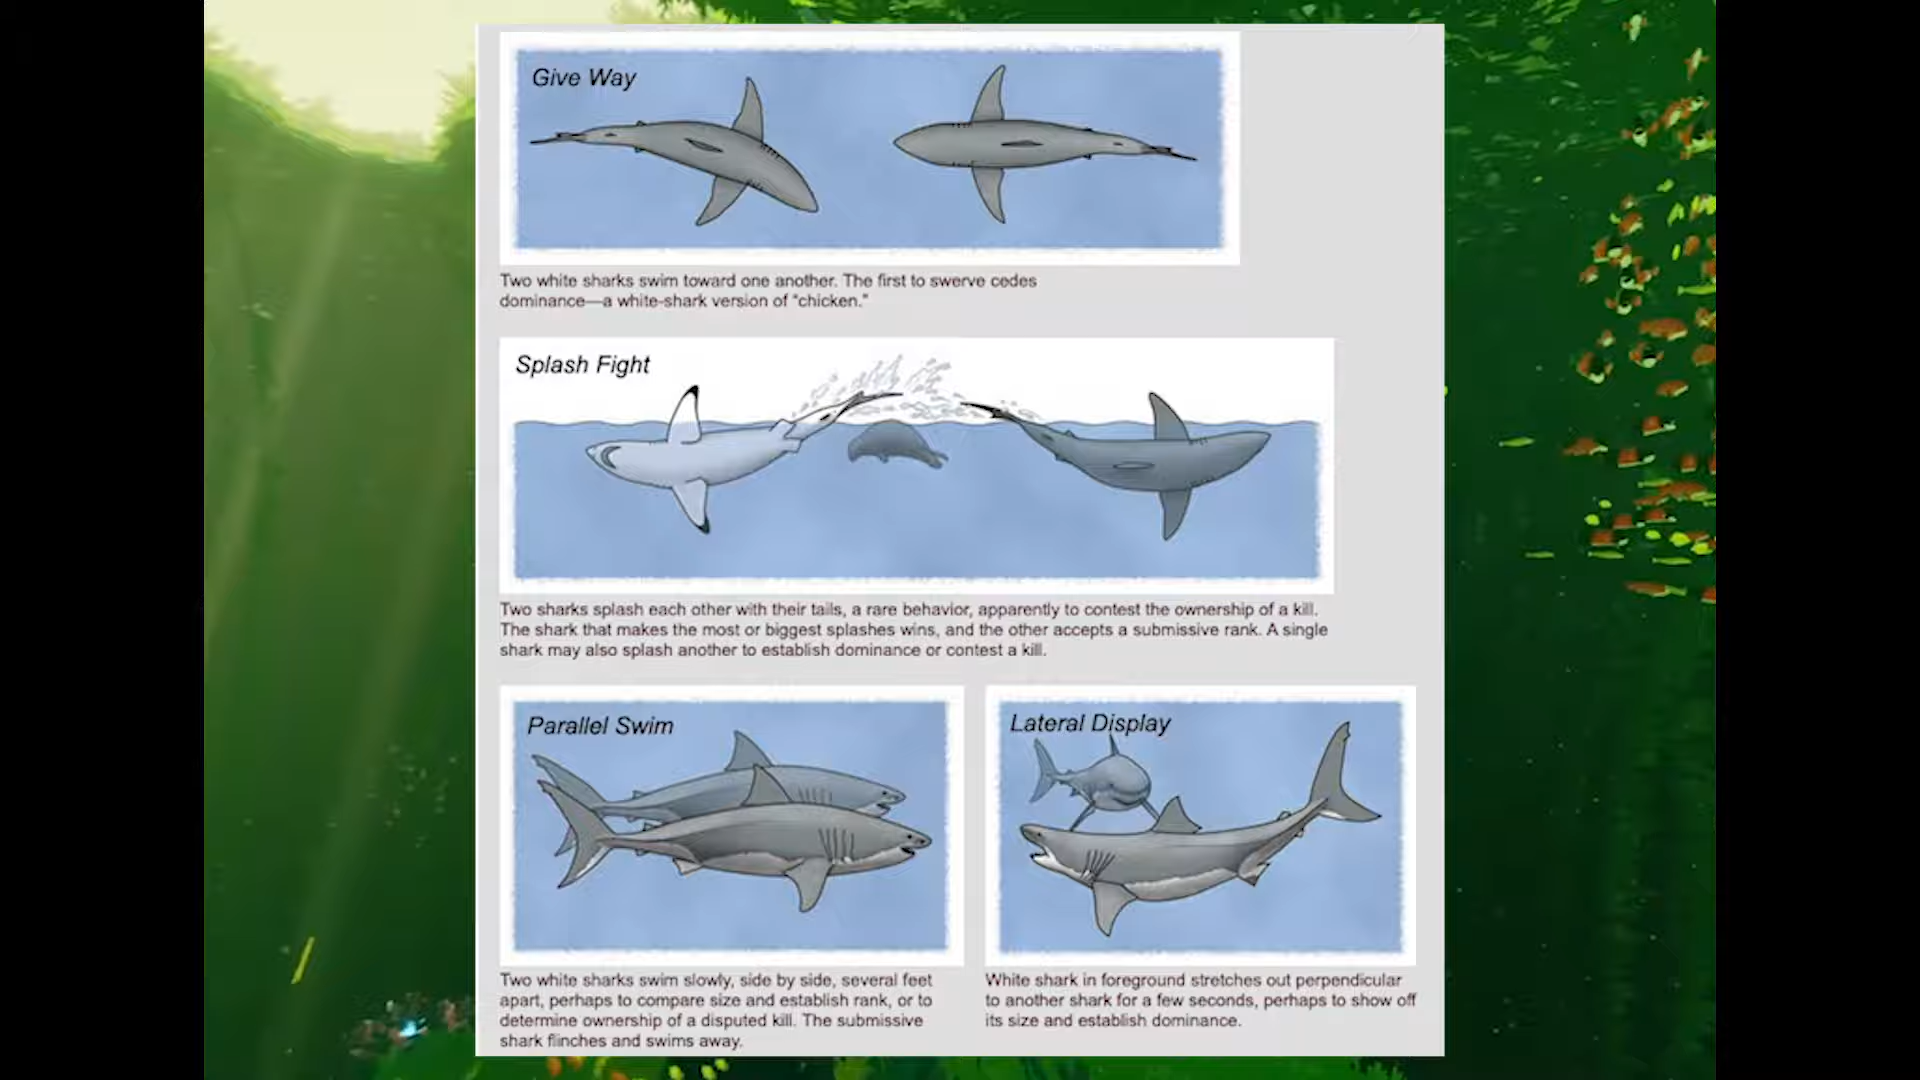 Give Way
Two white sharks swim toward one another. The first to swerve cedes
dominance—a white-shark version of "chicken."
Splash Fight
Two sharks splash each other with their tails, a rare behavior, apparently to contest the ownership of a kill.
The shark that makes the most or biggest splashes wins, and the other accepts a submissive rank. A single
shark may also splash another to establish dominance or contest a kill.
Parallel Swim
Two white sharks swim slowly, side by side, several feet
apart, perhaps to compare size and establish rank, or to
determine ownership of a disputed kill. The submissive
shark flinches and swims away.
Lateral Display
White shark in foreground stretches out perpendicular
to another shark for a few seconds, perhaps to show off
its size and establish dominance.